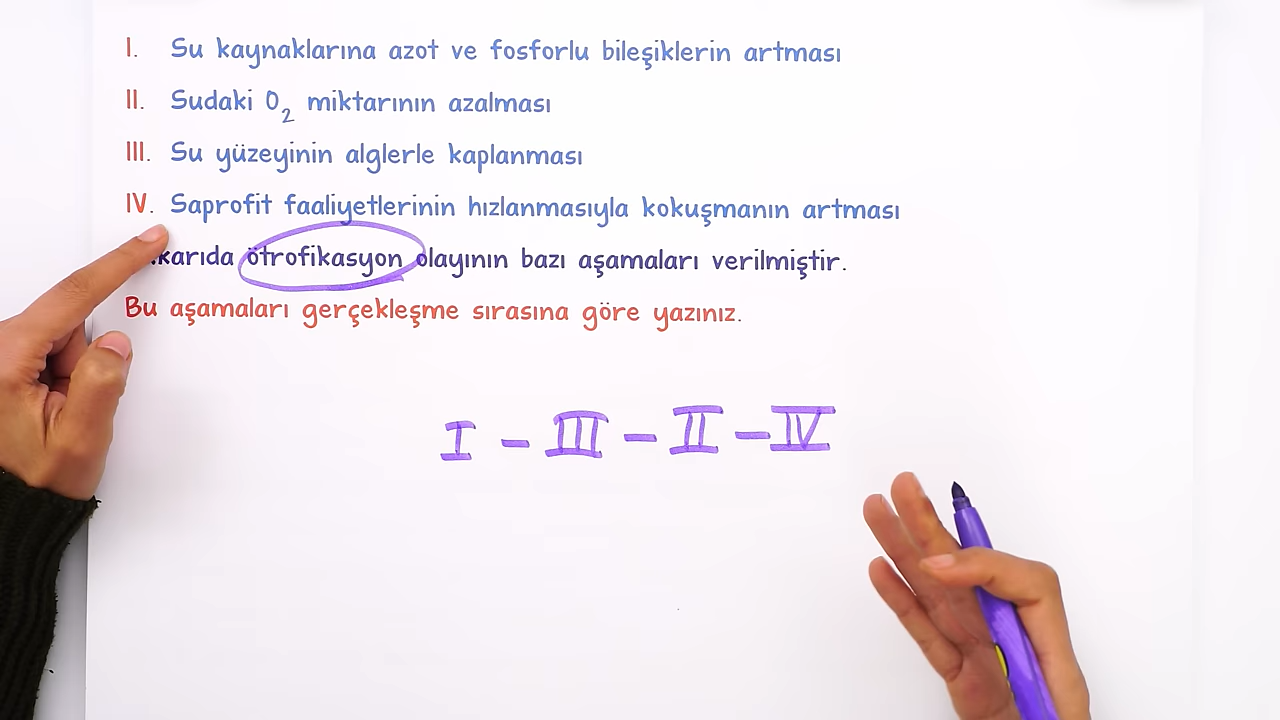 I. Su kaynaklarına azot ve fosforlu bileşiklerin artması
II. Sudaki O₂ miktarının azalması
III. Su yüzeyinin alglerle kaplanması
IV. Saprofit faaliyetlerinin hızlanmasıyla kokuşmanın artması
ötrofikasyon olayının bazı aşamaları verilmiştir.
Bu aşamaları gerçekleşme sırasına göre yazınız.
I - III - II - IV